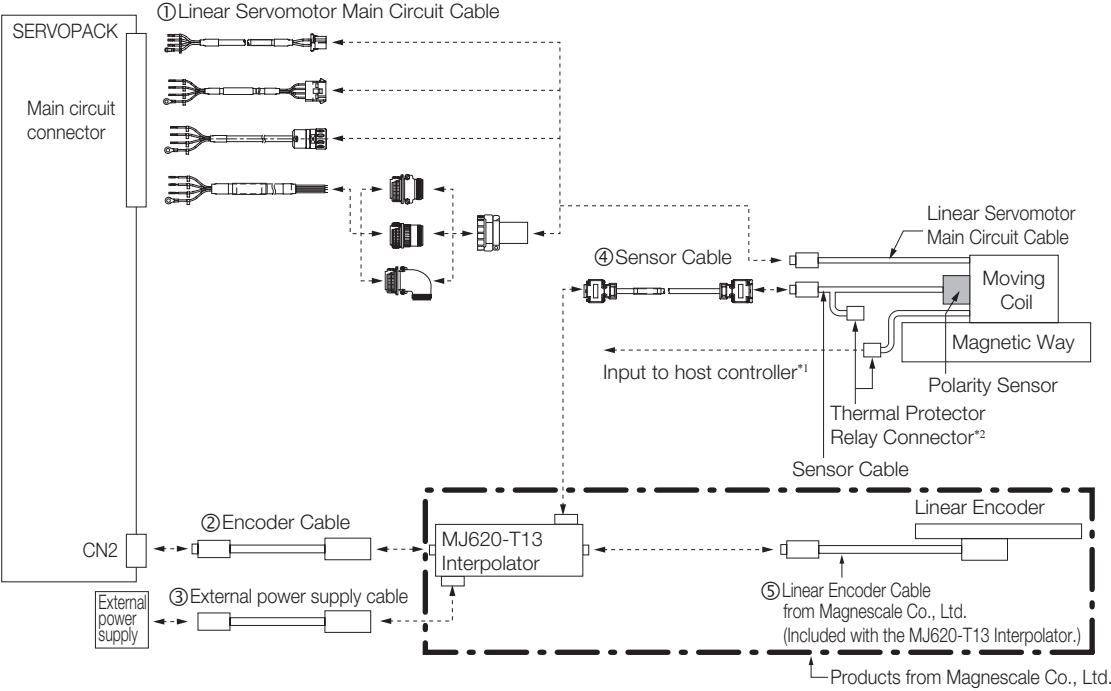 ①Linear Servomotor Main Circuit Cable
SERVOPACK
Main circuit
connector
Linear Servomotor
Main Circuit Cable
④Sensor Cable
Moving
Coil
Magnetic Way
Input to host controller*1
Polarity Sensor
Thermal Protector
Relay Connector*2
Sensor Cable
Linear Encoder
②Encoder Cable
CN2
MJ620-T13
Interpolator
③External power supply cable
External
power
supply
⑤Linear Encoder Cable
from Magnescale Co., Ltd.
(Included with the MJ620-T13 Interpolator.)
Products from Magnescale Co., Ltd.